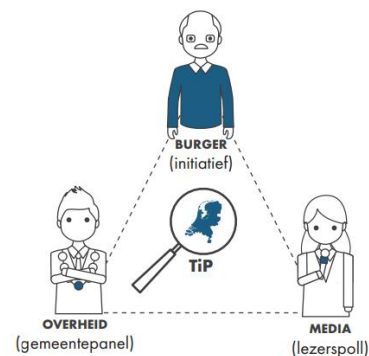 BURGER
(initiatief)
TiP
OVERHEID
(gemeentepanel)
MEDIA
(lezerspoll)